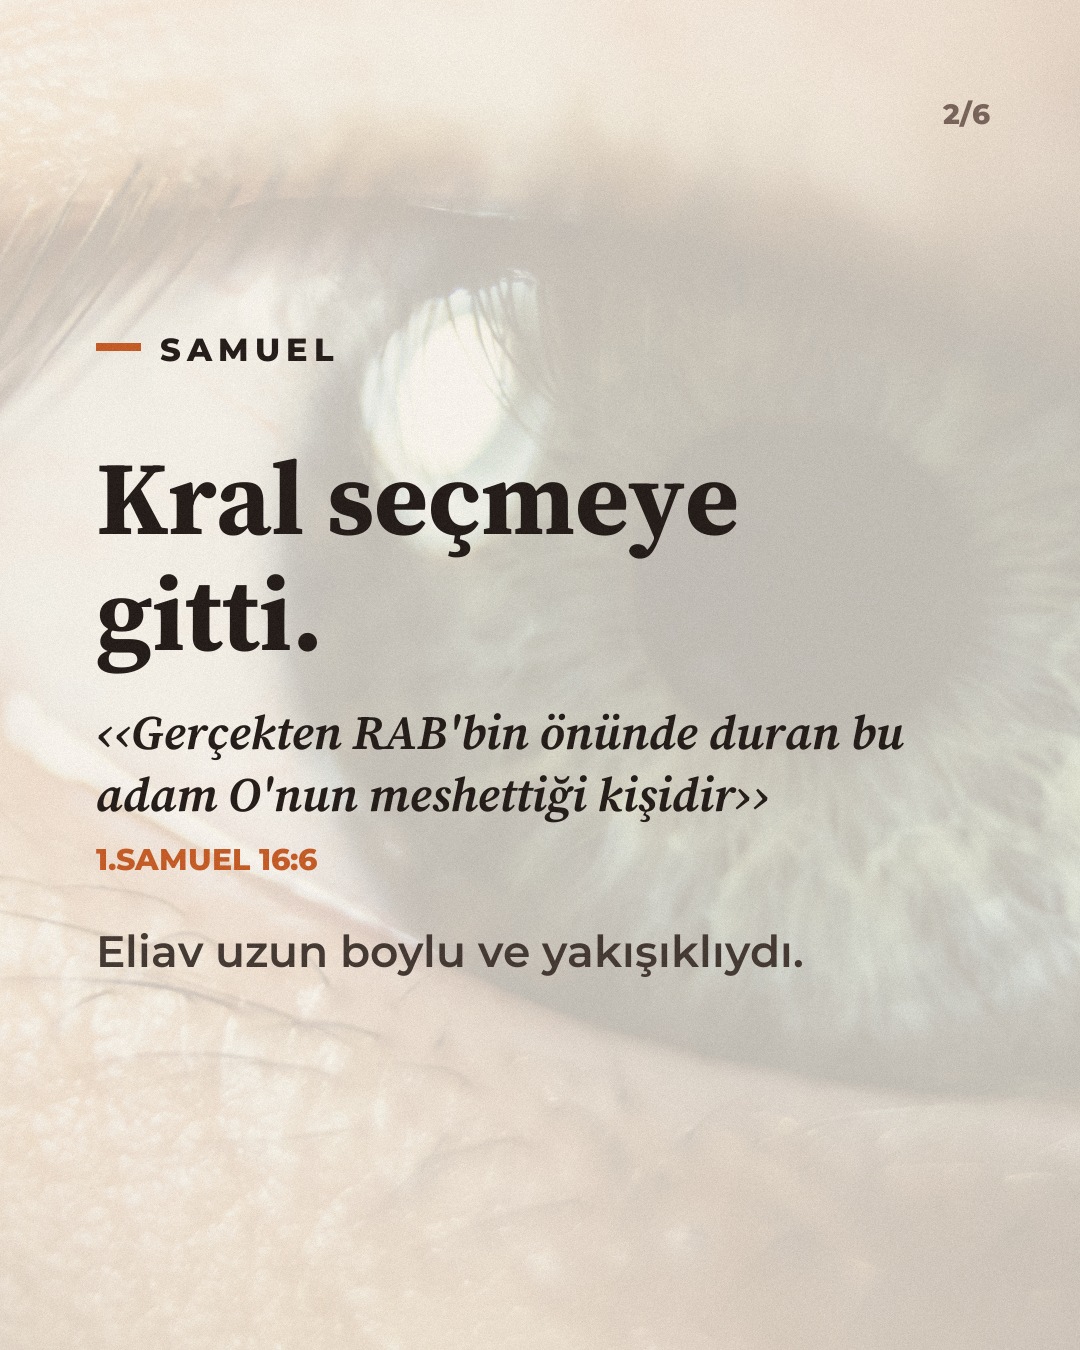 2/6
SAMUEL
Kral seçmeye
gitti.
‹‹Gerçekten RAB'bin önünde duran bu
adam O'nun meshettiği kişidir››
1.SAMUEL 16:6
Eliav uzun boylu ve yakışıklıydı.